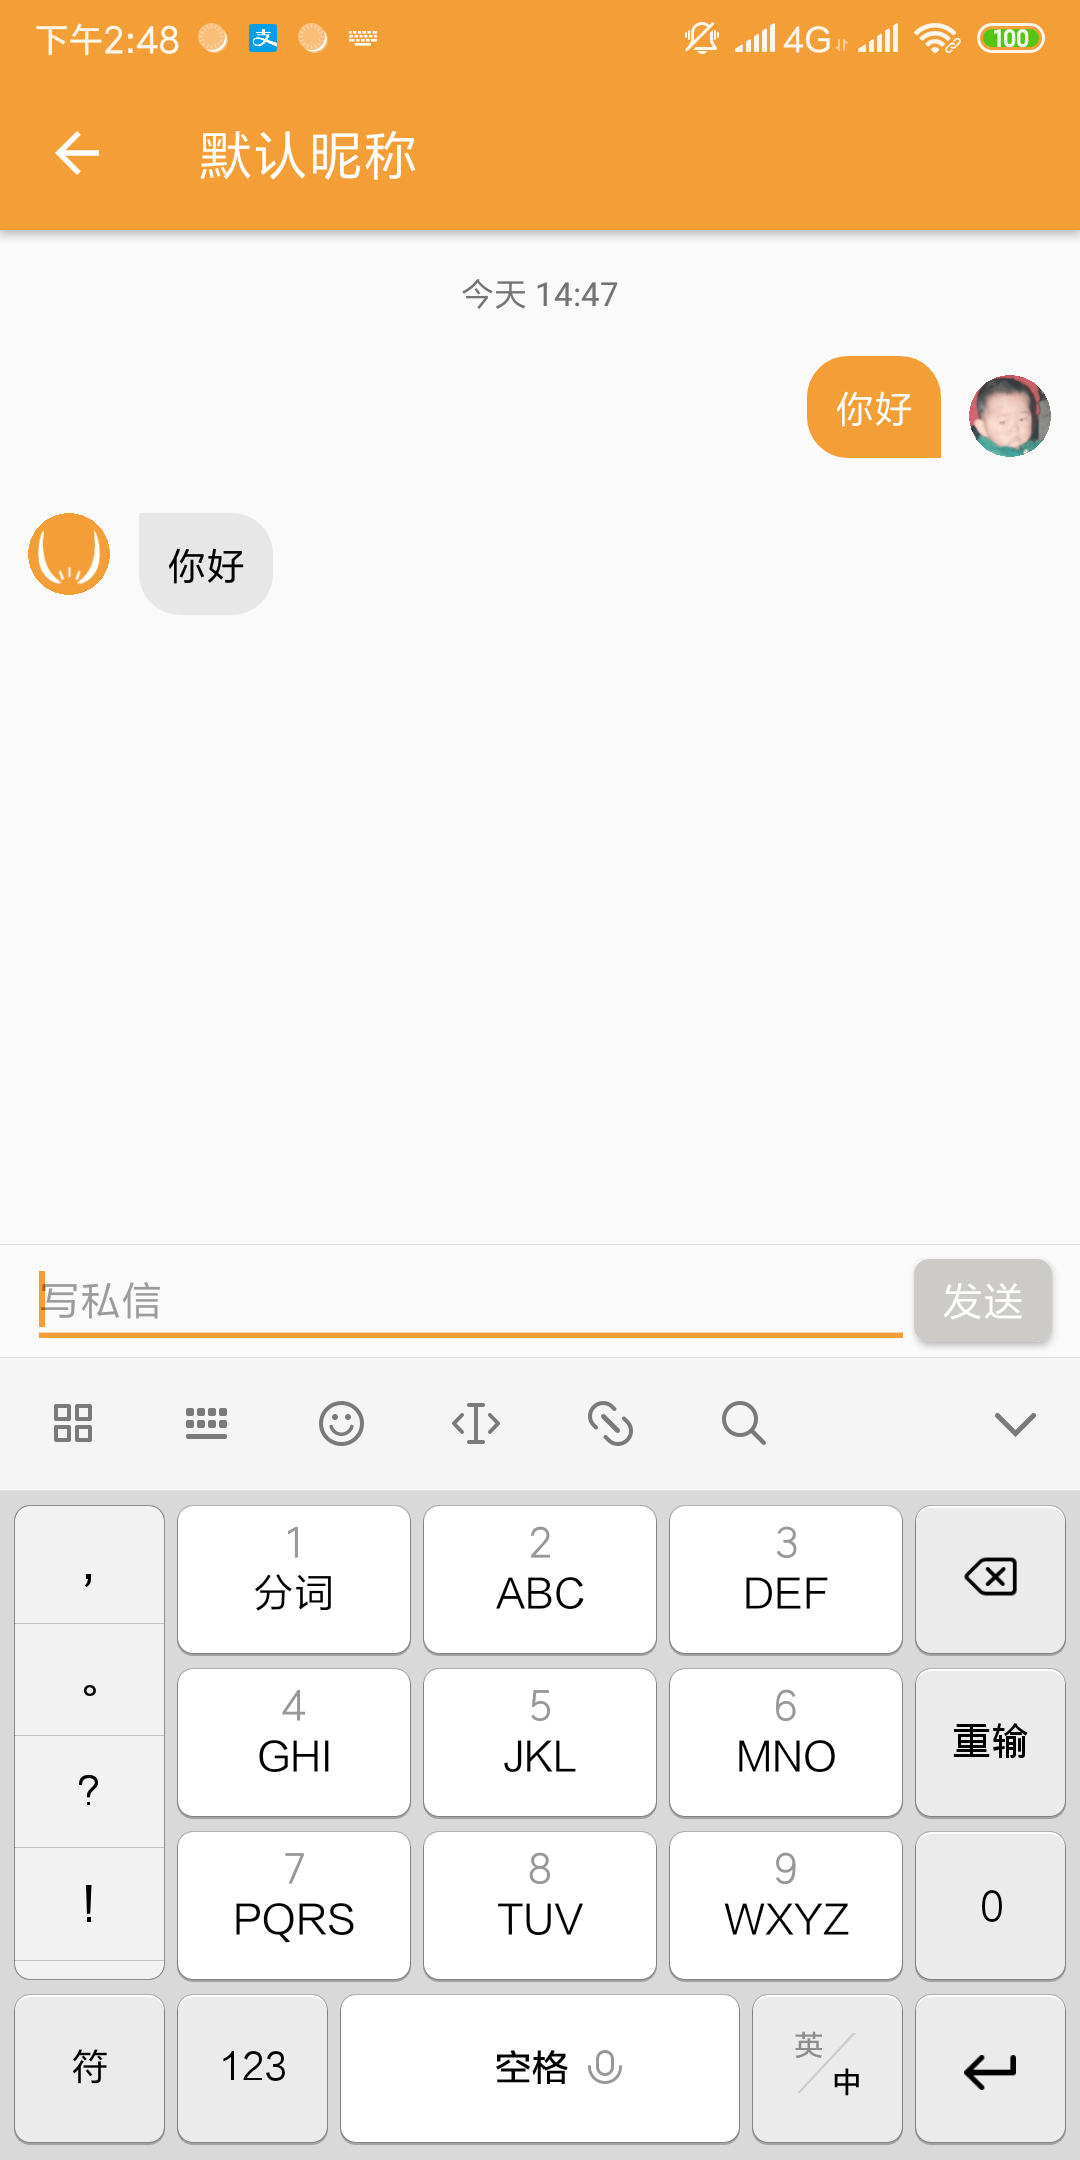 下午2:48 支 4G 100
默认昵称
今天 14:47
你好
你好
写私信 发送
, 1 2 3
分词 ABC DEF
。 4 5 6
GHI JKL MNO 重输
? 7 8 9
! PQRS TUV WXYZ 0
符 123 空格 英/中